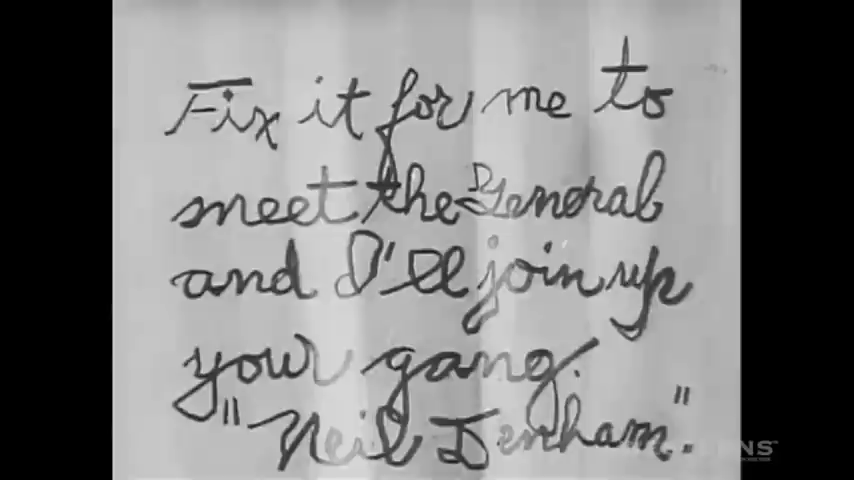 Fix it for me to
meet the General
and I'll join up
your gang.
"Neil Denham".